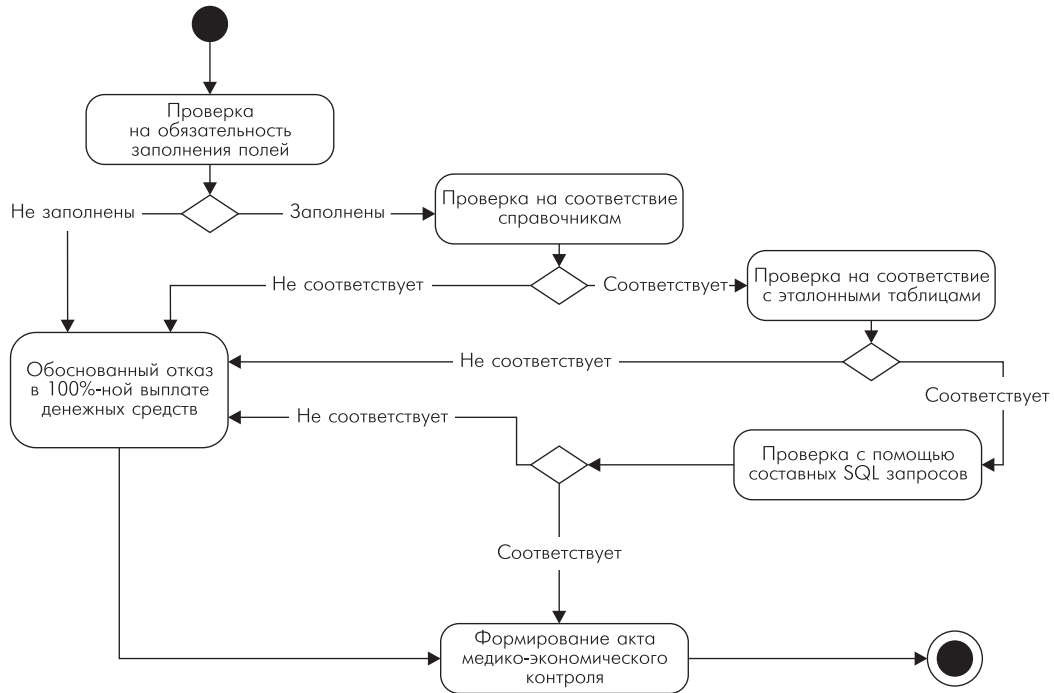 Проверка
на обязательность
заполнения полей
Не заполнены
Заполнены
Проверка на соответствие
справочникам
Не соответствует
Соответствует
Проверка на соответствие
с эталонными таблицами
Обоснованный отказ
в 100%-ной выплате
денежных средств
Не соответствует
Соответствует
Не соответствует
Проверка с помощью
составных SQL запросов
Соответствует
Формирование акта
медико-экономического
контроля